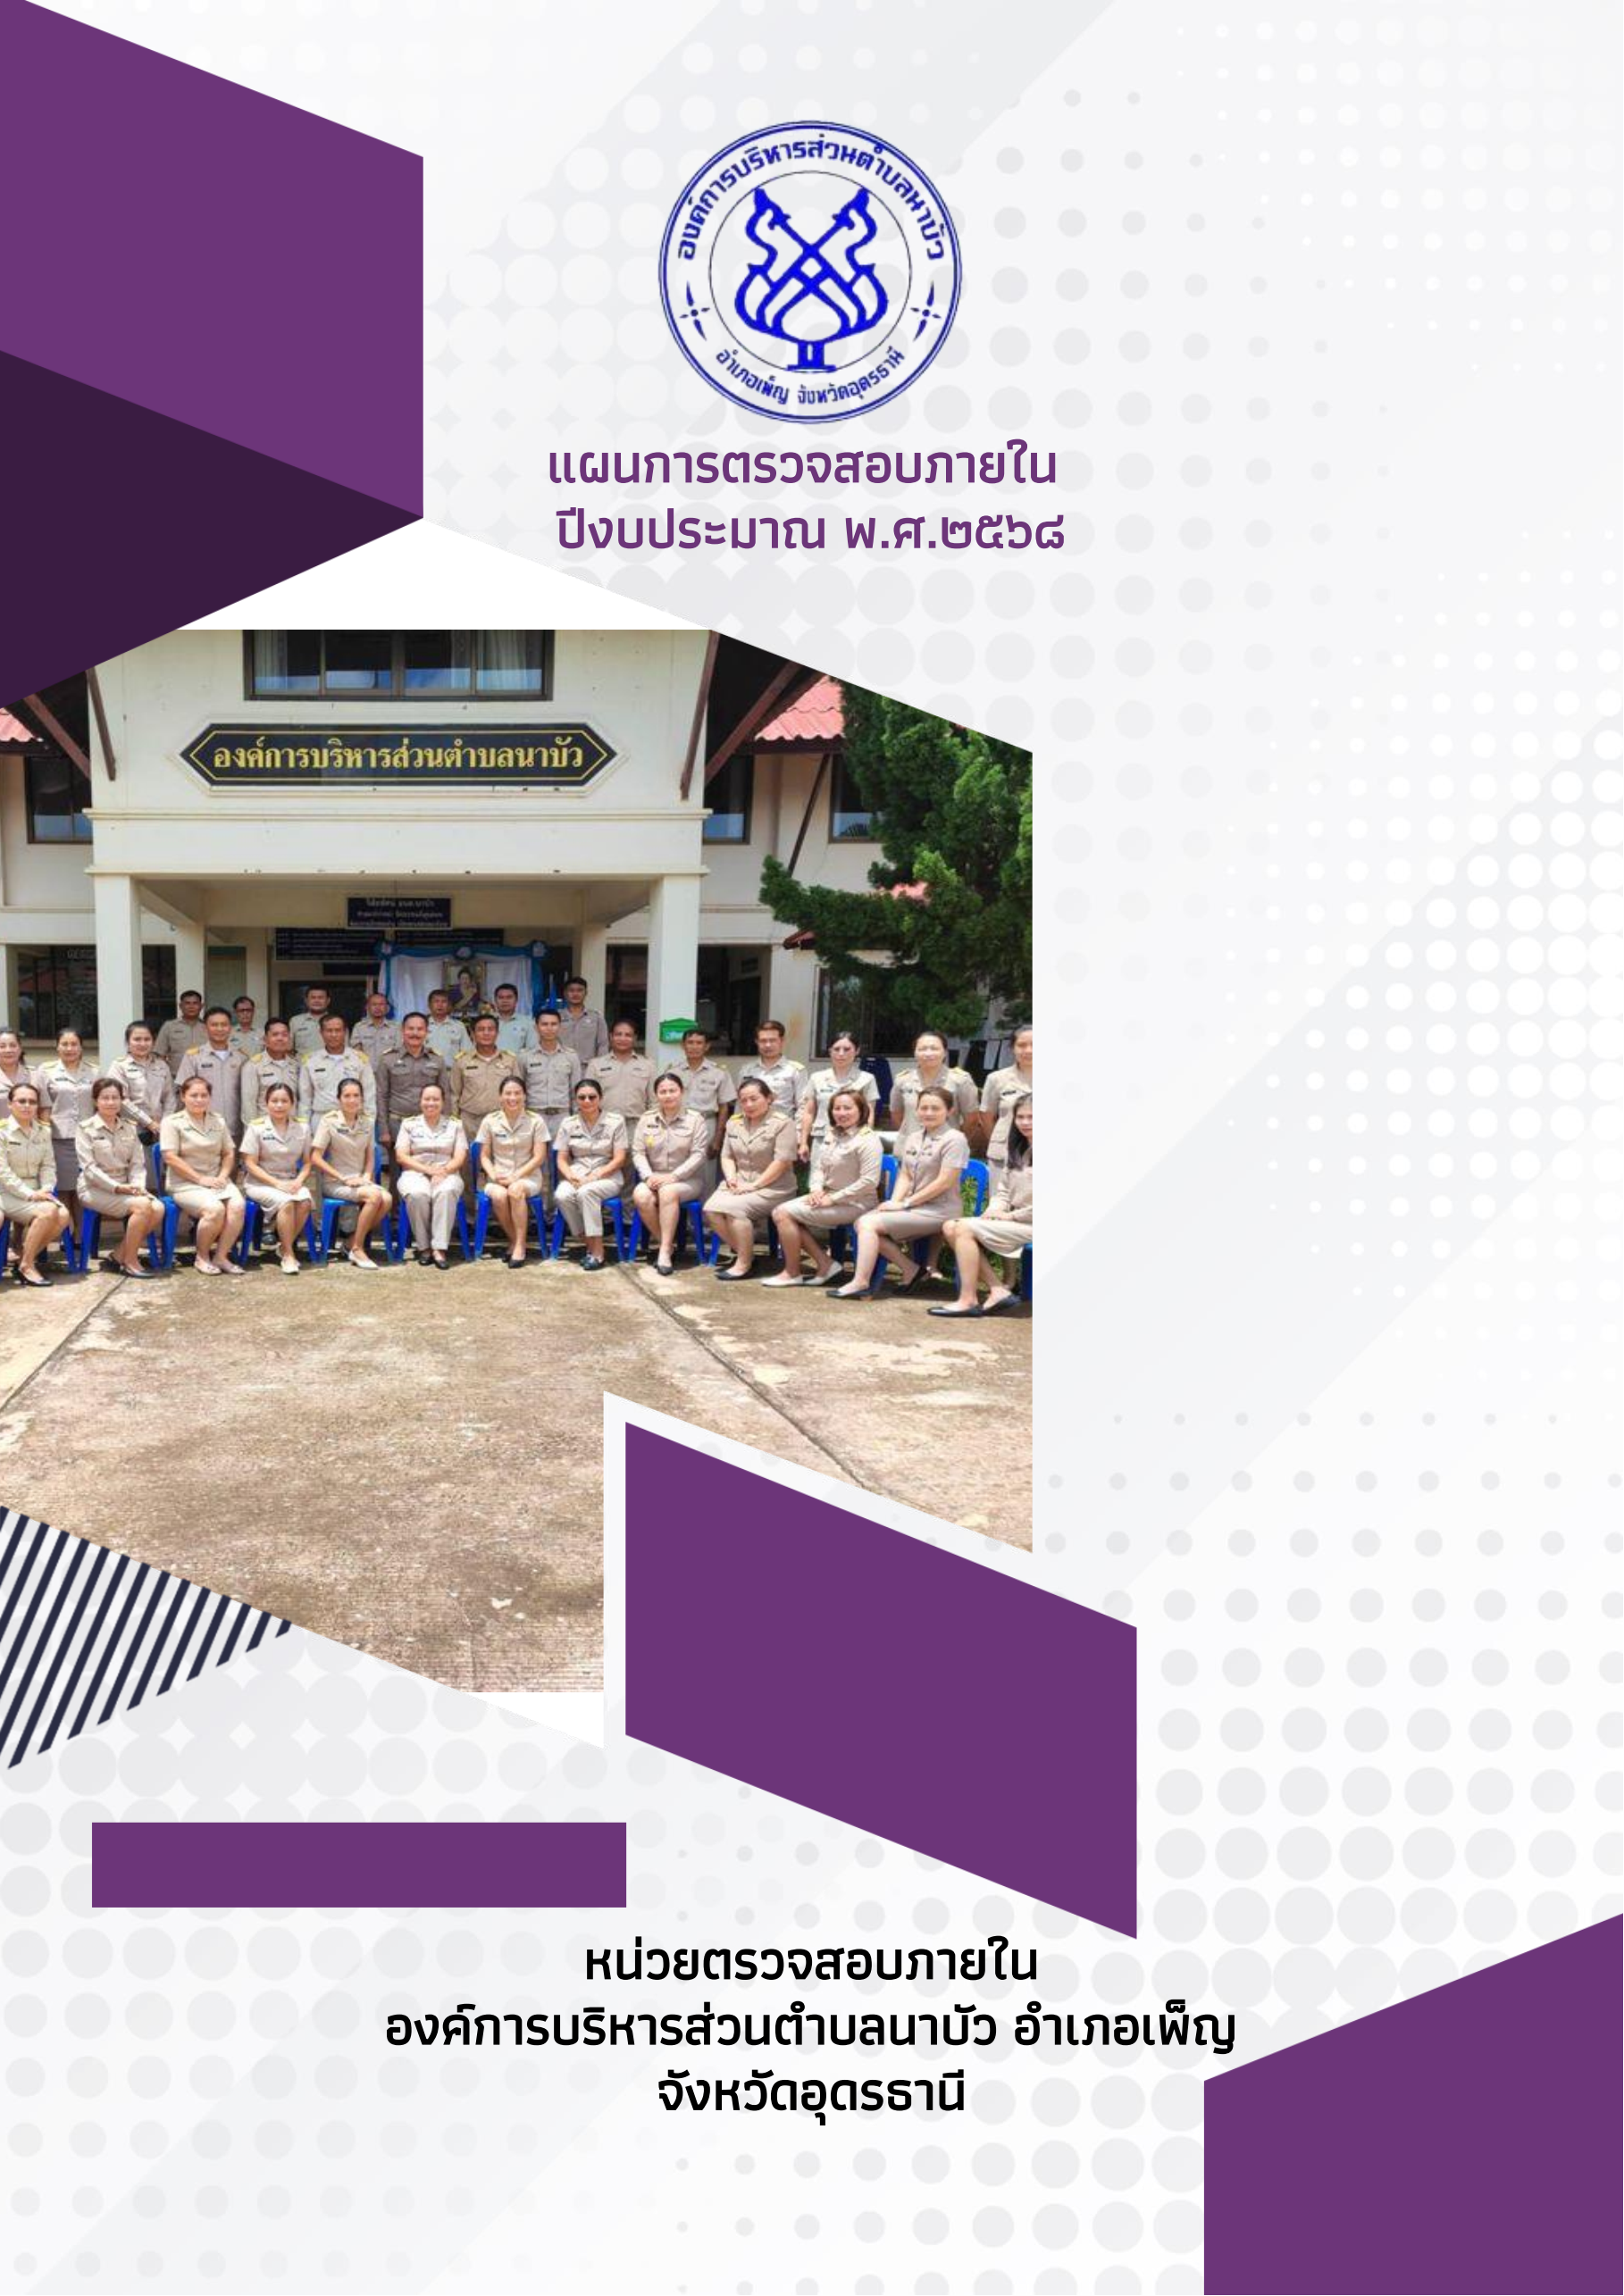 องค์การบริหารส่วนตำบลนาบัว
อำเภอเพ็ญ จังหวัดอุดรธานี
แผนการตรวจสอบภายใน
ปีงบประมาณ พ.ศ.๒๕๖๘
องค์การบริหารส่วนตำบลนาบัว
หน่วยตรวจสอบภายใน
องค์การบริหารส่วนตำบลนาบัว อำเภอเพ็ญ
จังหวัดอุดรธานี